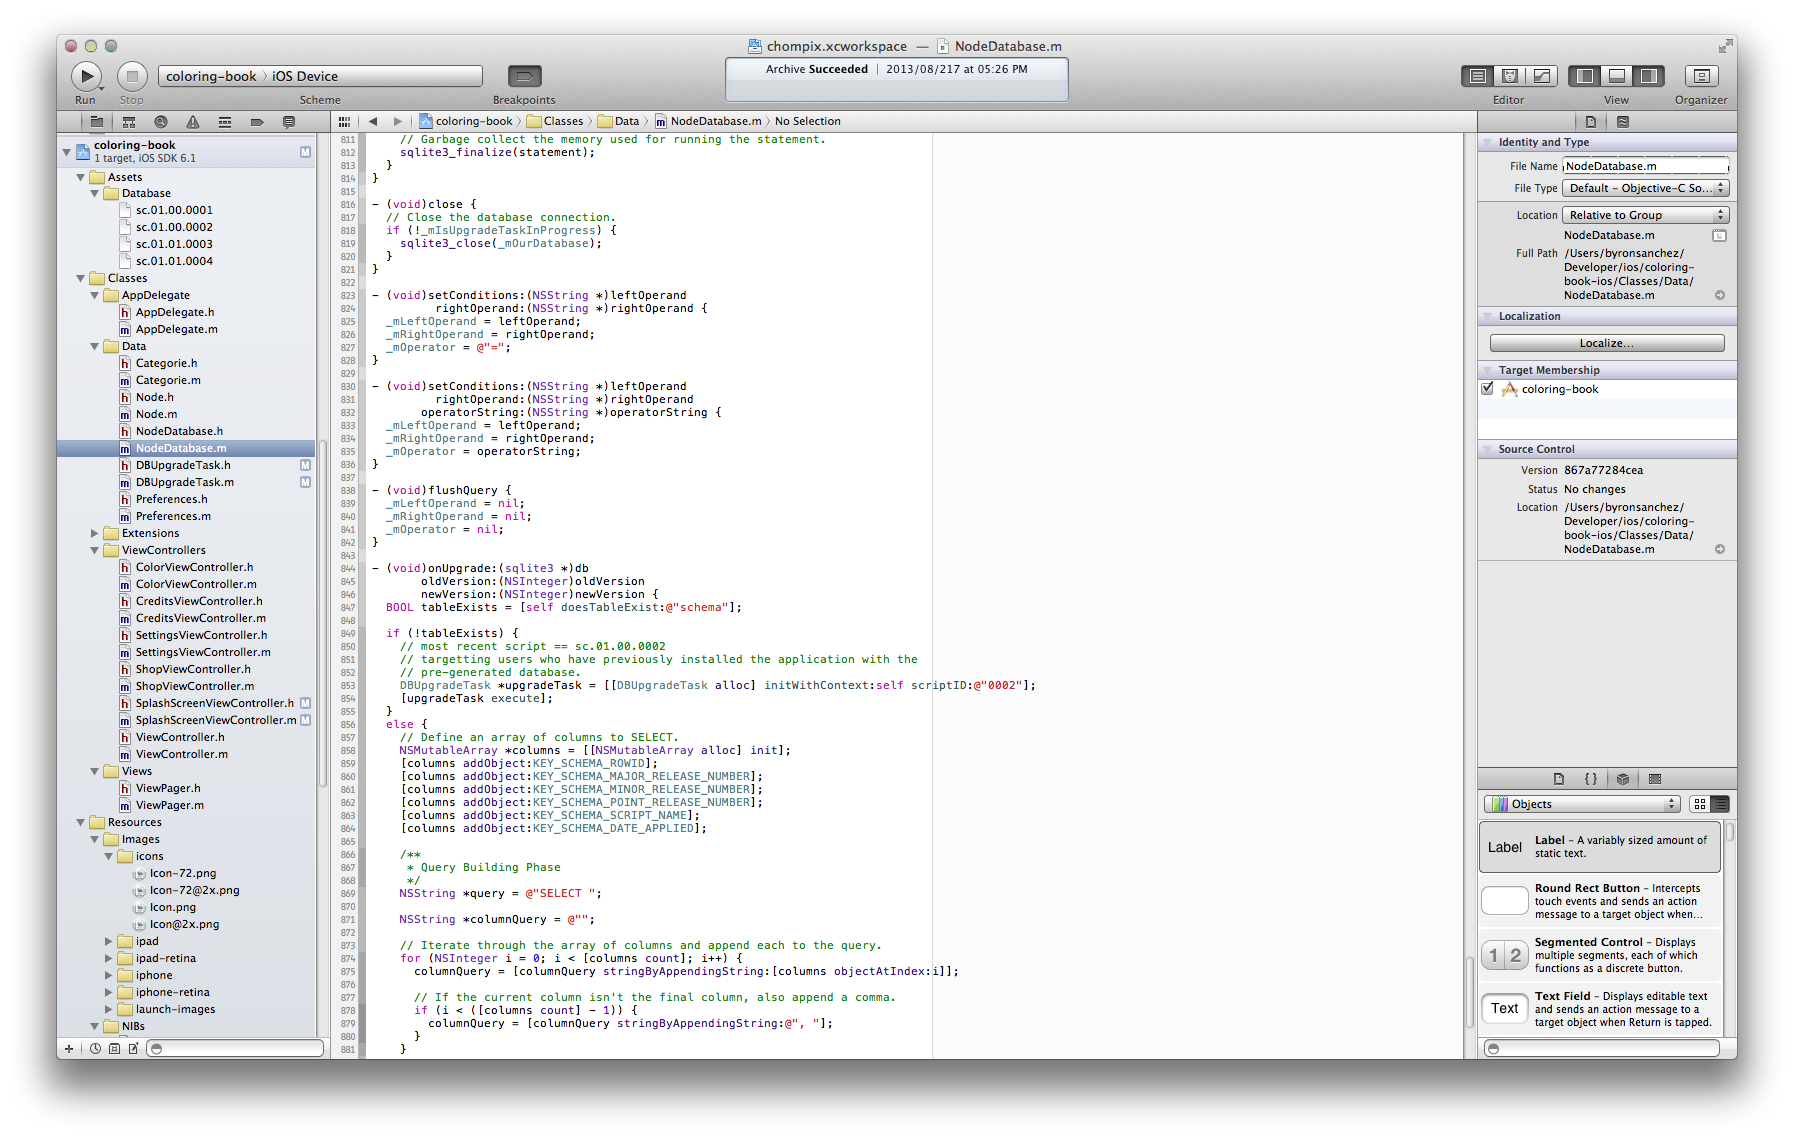 chompix.xcworkspace — NodeDatabase.m
coloring-book › iOS Device
Archive Succeeded | 2013/08/217 at 05:26 PM
Run
Stop
Scheme
Breakpoints
Editor
View
Organizer
coloring-book › Classes › Data › NodeDatabase.m › No Selection
coloring-book
1 target, iOS SDK 6.1
M
Assets
Database
sc.01.00.0001
sc.01.00.0002
sc.01.01.0003
sc.01.01.0004
Classes
AppDelegate
h AppDelegate.h
m AppDelegate.m
Data
h Categorie.h
m Categorie.m
h Node.h
m Node.m
h NodeDatabase.h
m NodeDatabase.m
h DBUpgradeTask.h M
m DBUpgradeTask.m M
h Preferences.h
m Preferences.m
Extensions
ViewControllers
h ColorViewController.h
m ColorViewController.m
h CreditsViewController.h
m CreditsViewController.m
h SettingsViewController.h
m SettingsViewController.m
h ShopViewController.h
m ShopViewController.m
h SplashScreenViewController.h M
m SplashScreenViewController.m M
h ViewController.h
m ViewController.m
Views
h ViewPager.h
m ViewPager.m
Resources
Images
icons
Icon-72.png
Icon-72@2x.png
Icon.png
Icon@2x.png
ipad
ipad-retina
iphone
iphone-retina
launch-images
NIBs
811 // Garbage collect the memory used for running the statement.
812 sqlite3_finalize(statement);
813 }
814 }
815
816 - (void)close {
817 // Close the database connection.
818 if (!_mIsUpgradeTaskInProgress) {
819 sqlite3_close(_mOurDatabase);
820 }
821 }
822
823 - (void)setConditions:(NSString *)leftOperand
824 rightOperand:(NSString *)rightOperand {
825 _mLeftOperand = leftOperand;
826 _mRightOperand = rightOperand;
827 _mOperator = @"=";
828 }
829
830 - (void)setConditions:(NSString *)leftOperand
831 rightOperand:(NSString *)rightOperand
832 operatorString:(NSString *)operatorString {
833 _mLeftOperand = leftOperand;
834 _mRightOperand = rightOperand;
835 _mOperator = operatorString;
836 }
837
838 - (void)flushQuery {
839 _mLeftOperand = nil;
840 _mRightOperand = nil;
841 _mOperator = nil;
842 }
843
844 - (void)onUpgrade:(sqlite3 *)db
845 oldVersion:(NSInteger)oldVersion
846 newVersion:(NSInteger)newVersion {
847 BOOL tableExists = [self doesTableExist:@"schema"];
848
849 if (!tableExists) {
850 // most recent script == sc.01.00.0002
851 // targetting users who have previously installed the application with the
852 // pre-generated database.
853 DBUpgradeTask *upgradeTask = [[DBUpgradeTask alloc] initWithContext:self scriptID:@"0002"];
854 [upgradeTask execute];
855 }
856 else {
857 // Define an array of columns to SELECT.
858 NSMutableArray *columns = [[NSMutableArray alloc] init];
859 [columns addObject:KEY_SCHEMA_ROWID];
860 [columns addObject:KEY_SCHEMA_MAJOR_RELEASE_NUMBER];
861 [columns addObject:KEY_SCHEMA_MINOR_RELEASE_NUMBER];
862 [columns addObject:KEY_SCHEMA_POINT_RELEASE_NUMBER];
863 [columns addObject:KEY_SCHEMA_SCRIPT_NAME];
864 [columns addObject:KEY_SCHEMA_DATE_APPLIED];
865
866 /**
867 * Query Building Phase
868 */
869 NSString *query = @"SELECT ";
870
871 NSString *columnQuery = @"";
872
873 // Iterate through the array of columns and append each to the query.
874 for (NSInteger i = 0; i < [columns count]; i++) {
875 columnQuery = [columnQuery stringByAppendingString:[columns objectAtIndex:i]];
876
877 // If the current column isn't the final column, also append a comma.
878 if (i < ([columns count] - 1)) {
879 columnQuery = [columnQuery stringByAppendingString:@", "];
880 }
881 }
Identity and Type
File Name NodeDatabase.m
File Type Default - Objective-C So...
Location Relative to Group
NodeDatabase.m
Full Path /Users/byronsanchez/
Developer/ios/coloring-
book-ios/Classes/Data/
NodeDatabase.m
Localization
Localize...
Target Membership
coloring-book
Source Control
Version 867a77284cea
Status No changes
Location /Users/byronsanchez/
Developer/ios/coloring-
book-ios/Classes/Data/
NodeDatabase.m
{ }
Objects
Label
Label - A variably sized amount of
static text.
Round Rect Button - Intercepts
touch events and sends an action
message to a target object when...
1 2
Segmented Control - Displays
multiple segments, each of which
functions as a discrete button.
Text
Text Field - Displays editable text
and sends an action message to a
target object when Return is tapped.